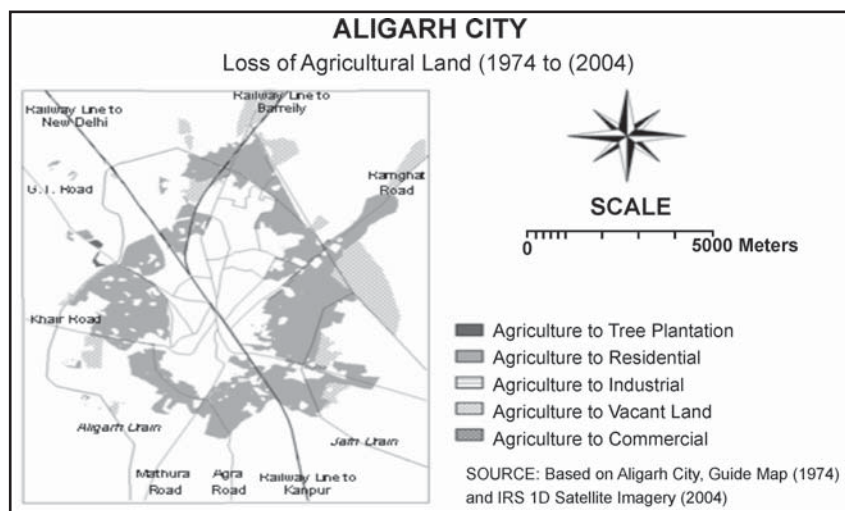 ALIGARH CITY
Loss of Agricultural Land (1974 to (2004)
Railway Line to
New Delhi
Railway Line to
Barreily
G.T. Road
Ramghat
Road
Khair Road
Aligarh Drain
Jafri Drain
Mathura
Road
Agra
Road
Railway Line to
Kanpur
SCALE
0
5000 Meters
Agriculture to Tree Plantation
Agriculture to Residential
Agriculture to Industrial
Agriculture to Vacant Land
Agriculture to Commercial
SOURCE: Based on Aligarh City, Guide Map (1974)
and IRS 1D Satellite Imagery (2004)